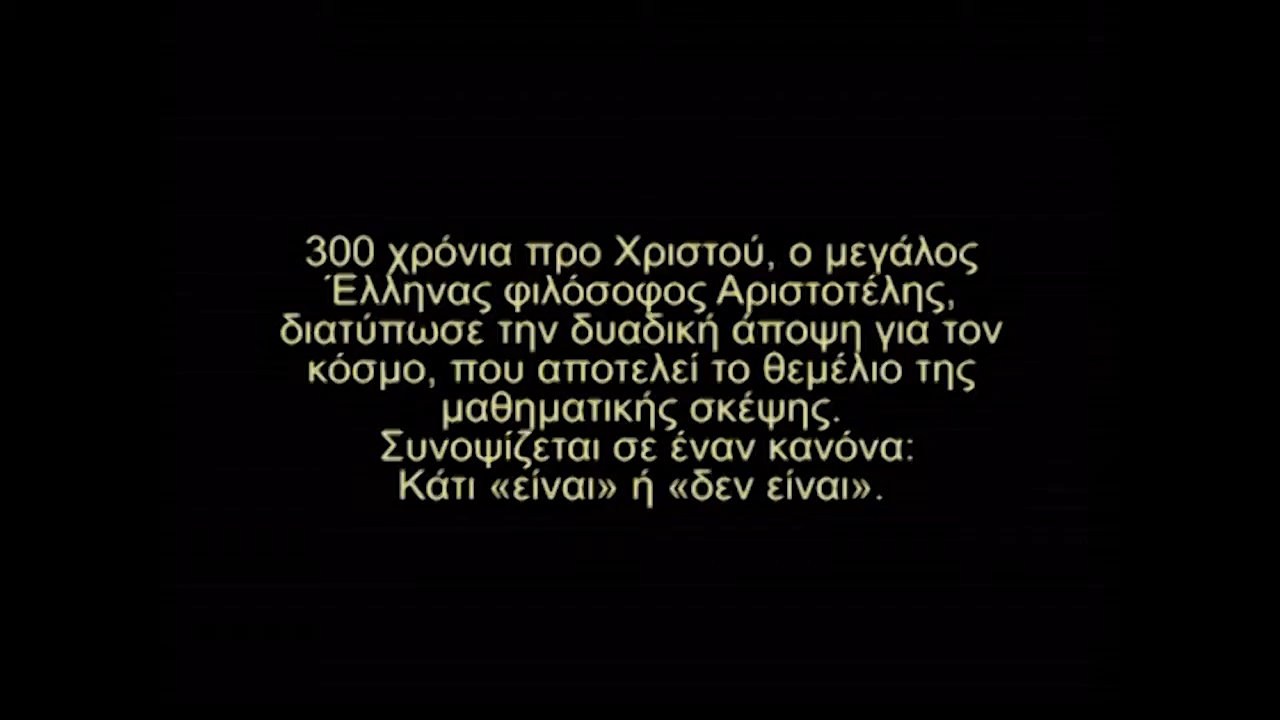 300 χρόνια προ Χριστού, ο μεγάλος
Έλληνας φιλόσοφος Αριστοτέλης,
διατύπωσε την δυαδική άποψη για τον
κόσμο, που αποτελεί το θεμέλιο της
μαθηματικής σκέψης.
Συνοψίζεται σε έναν κανόνα:
Κάτι «είναι» ή «δεν είναι».